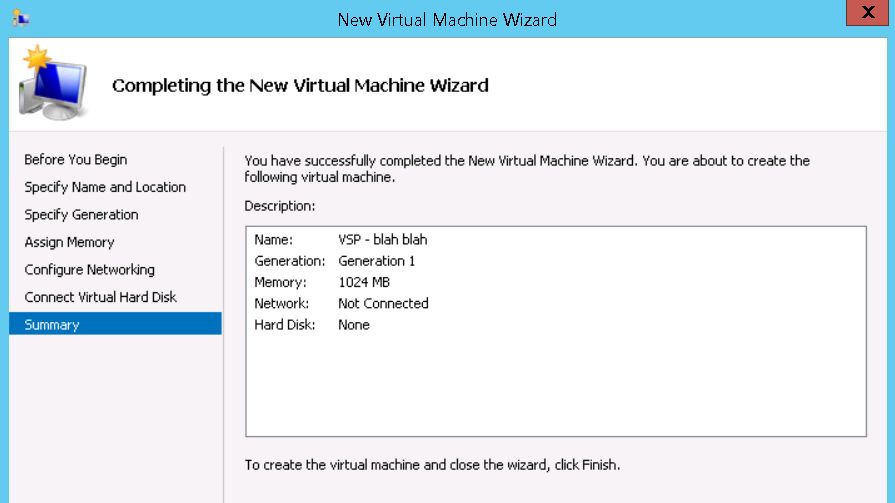 New Virtual Machine Wizard
X
Completing the New Virtual Machine Wizard
Before You Begin
Specify Name and Location
Specify Generation
Assign Memory
Configure Networking
Connect Virtual Hard Disk
Summary
You have successfully completed the New Virtual Machine Wizard. You are about to create the
following virtual machine.
Description:
Name: VSP - blah blah
Generation: Generation 1
Memory: 1024 MB
Network: Not Connected
Hard Disk: None
To create the virtual machine and close the wizard, click Finish.